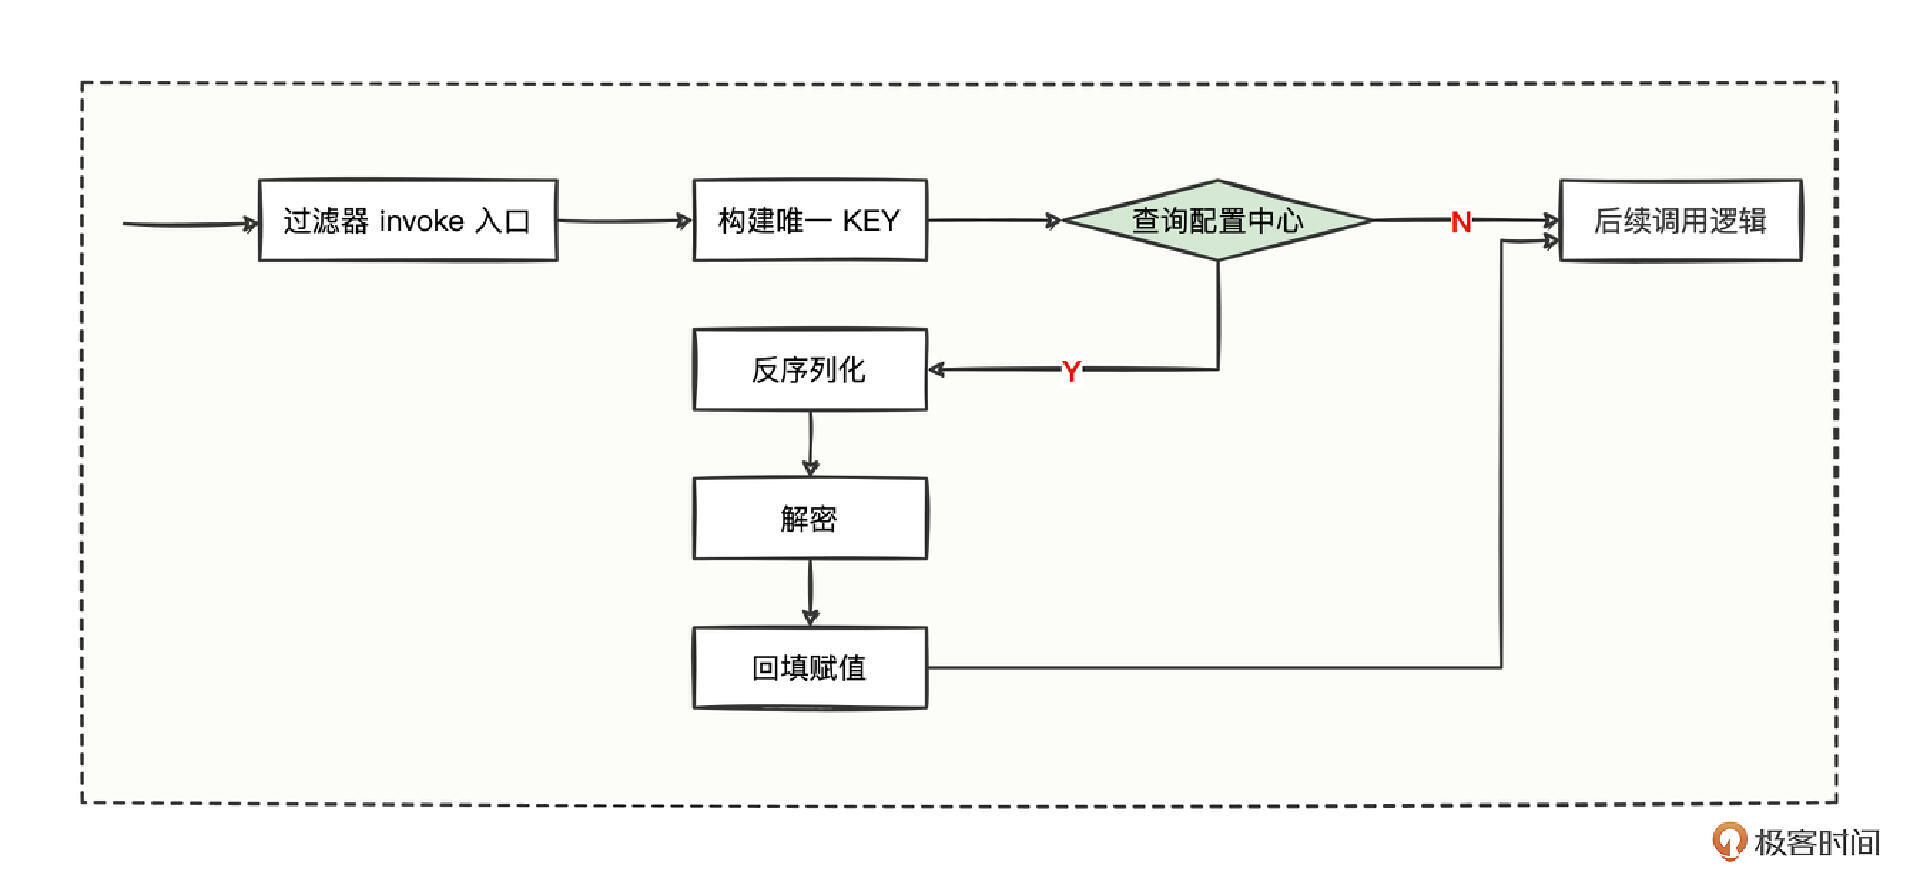 过滤器 invoke 入口
构建唯一 KEY
查询配置中心
N
后续调用逻辑
反序列化
Y
解密
回填赋值
极客时间